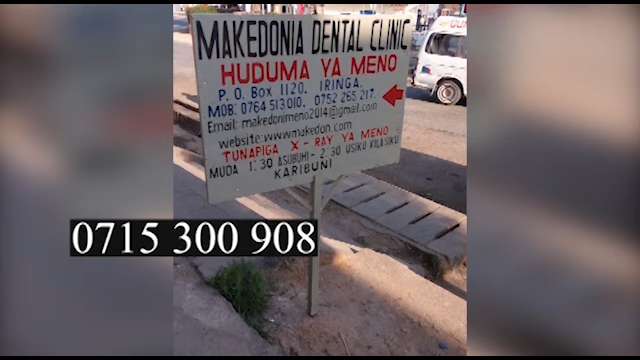 MAKEDONIA DENTAL CLINIC
HUDUMA YA MENO
P. O. Box 1120. IRINGA.
MOB: 0764 513 010, 0752 265 217.
Email: makedonimeno2014@gmail.com
website:www.makedon.com
TUNAPIGA X-RAY YA MENO
MUDA 1:30 ASUBUHI - 2:30 USIKU KILA SIKU
KARIBUNI
0715 300 908